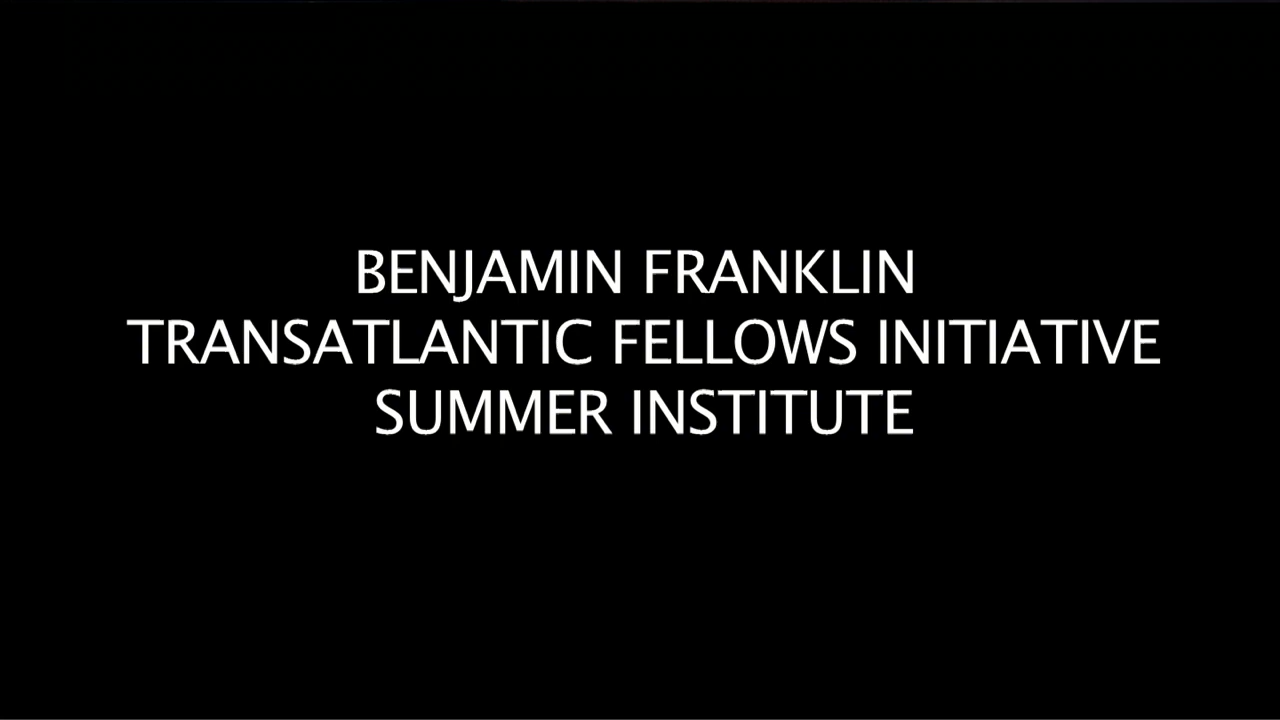 BENJAMIN FRANKLIN
TRANSATLANTIC FELLOWS INITIATIVE
SUMMER INSTITUTE